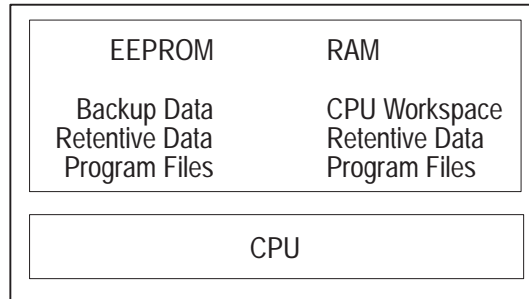 EEPROM RAM
Backup Data CPU Workspace
Retentive Data Retentive Data
Program Files Program Files
CPU